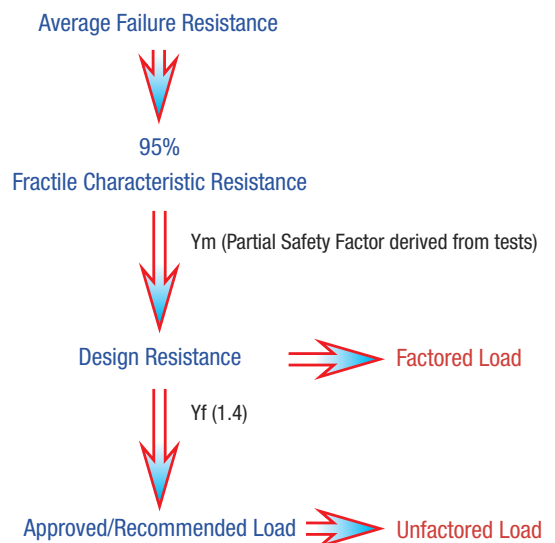 Average Failure Resistance
95%
Fractile Characteristic Resistance
Ym (Partial Safety Factor derived from tests)
Design Resistance
Factored Load
Yf (1.4)
Approved/Recommended Load
Unfactored Load